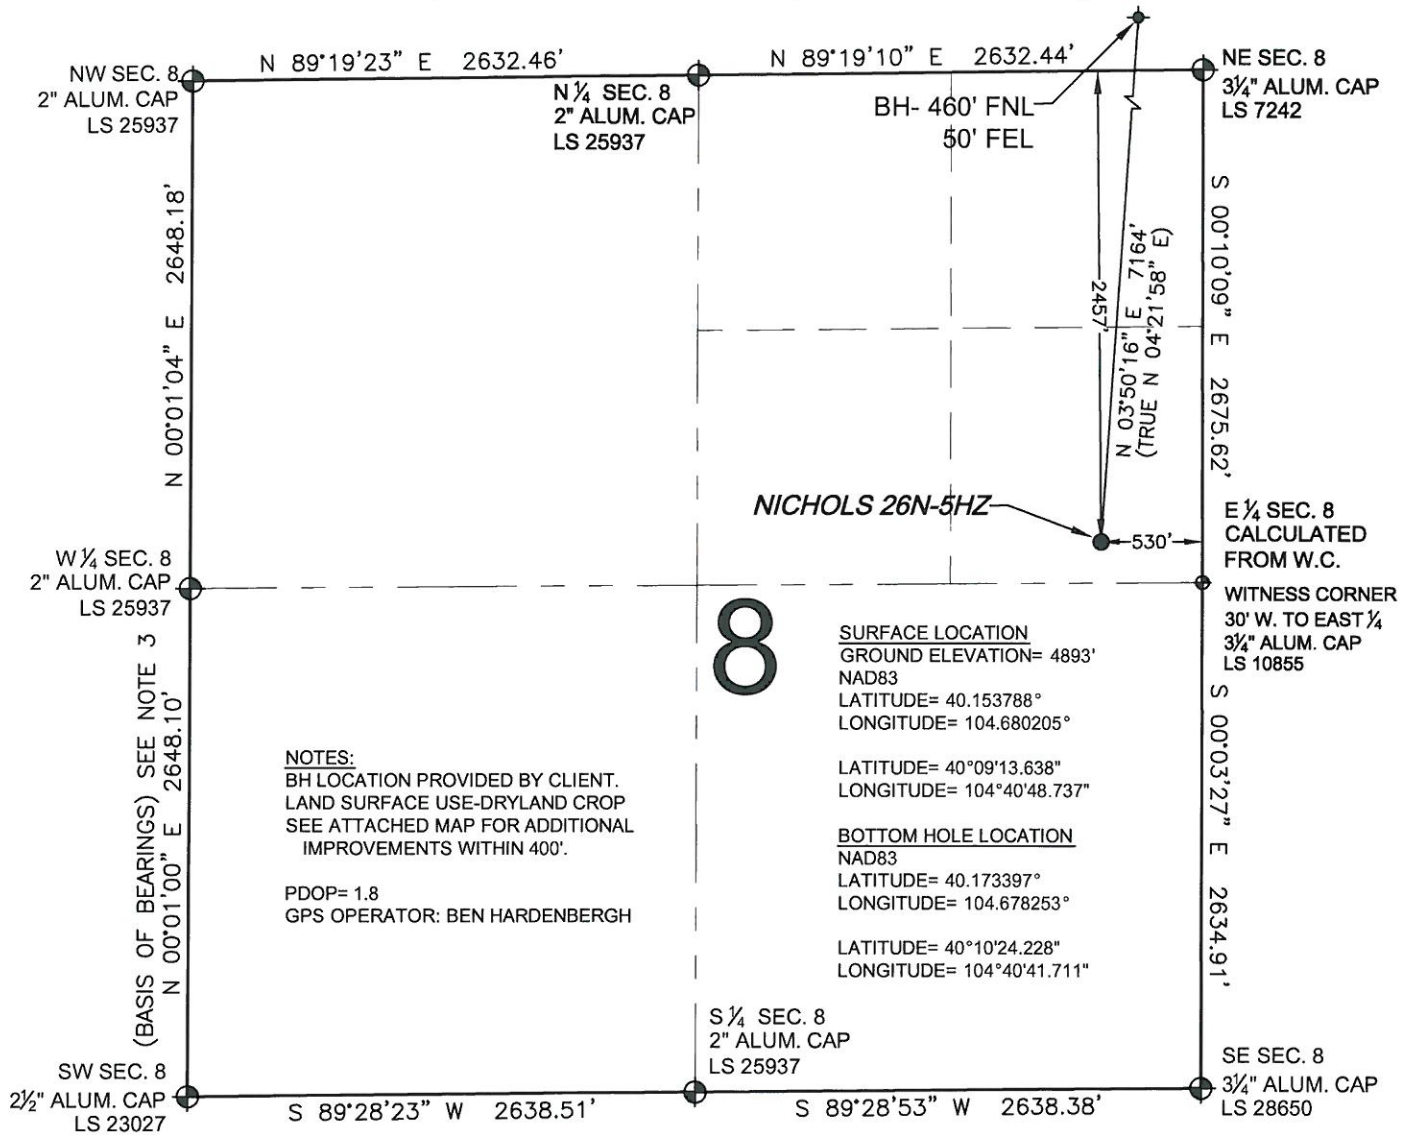 N 89°19'23" E 2632.46'
N 89°19'10" E 2632.44'
NW SEC. 8
2" ALUM. CAP
LS 25937
N ¼ SEC. 8
2" ALUM. CAP
LS 25937
BH- 460' FNL
50' FEL
NE SEC. 8
3¼" ALUM. CAP
LS 7242
N 00°01'04" E 2648.18'
2457'
N 03°50'16" E 7164'
(TRUE N 04°21'58" E)
S 00°10'09" E 2675.62'
NICHOLS 26N-5HZ
530'
E ¼ SEC. 8
CALCULATED
FROM W.C.
W ¼ SEC. 8
2" ALUM. CAP
LS 25937
WITNESS CORNER
30' W. TO EAST ¼
3¼" ALUM. CAP
LS 10855
8
SURFACE LOCATION
GROUND ELEVATION= 4893'
NAD83
LATITUDE= 40.153788°
LONGITUDE= 104.680205°
LATITUDE= 40°09'13.638"
LONGITUDE= 104°40'48.737"
BOTTOM HOLE LOCATION
NAD83
LATITUDE= 40.173397°
LONGITUDE= 104.678253°
LATITUDE= 40°10'24.228"
LONGITUDE= 104°40'41.711"
(BASIS OF BEARINGS) SEE NOTE 3
N 00°01'00" E 2648.10'
NOTES:
BH LOCATION PROVIDED BY CLIENT.
LAND SURFACE USE-DRYLAND CROP
SEE ATTACHED MAP FOR ADDITIONAL
IMPROVEMENTS WITHIN 400'.
PDOP= 1.8
GPS OPERATOR: BEN HARDENBERGH
S 00°03'27" E 2634.91'
S ¼ SEC. 8
2" ALUM. CAP
LS 25937
SW SEC. 8
2½" ALUM. CAP
LS 23027
S 89°28'23" W 2638.51'
S 89°28'53" W 2638.38'
SE SEC. 8
3¼" ALUM. CAP
LS 28650